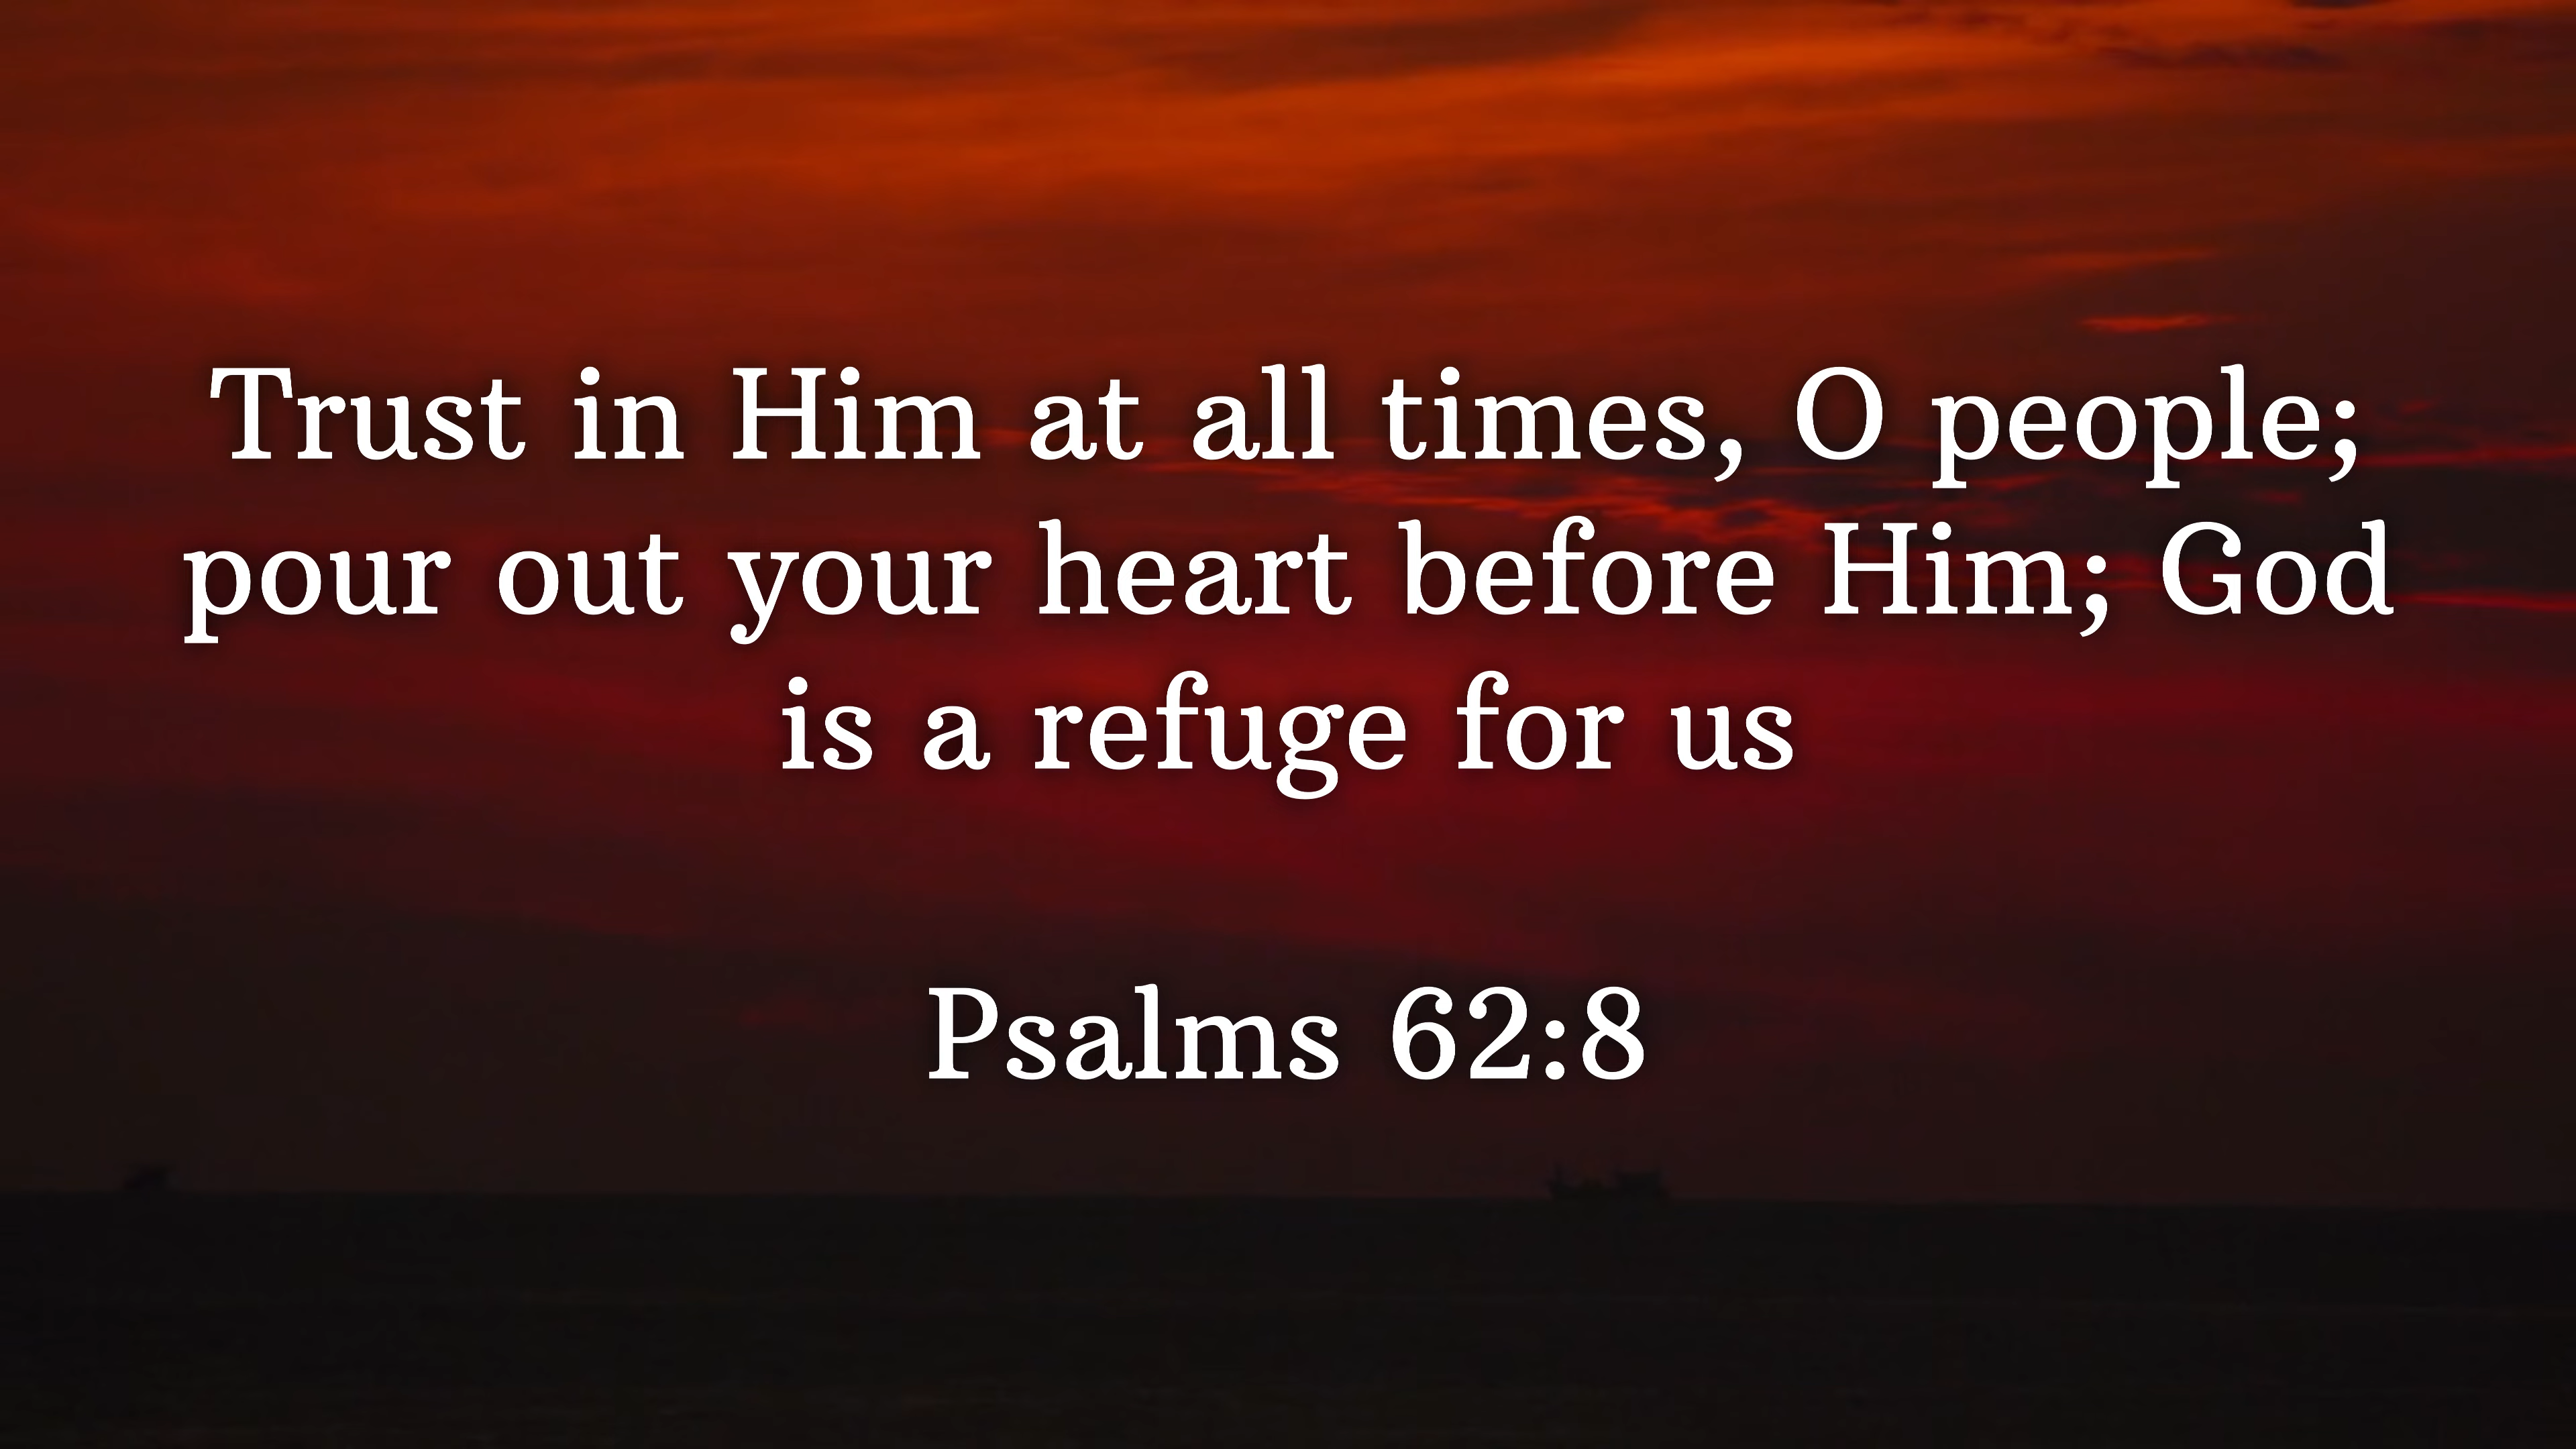 Trust in Him at all times, O people;
pour out your heart before Him; God
is a refuge for us
Psalms 62:8